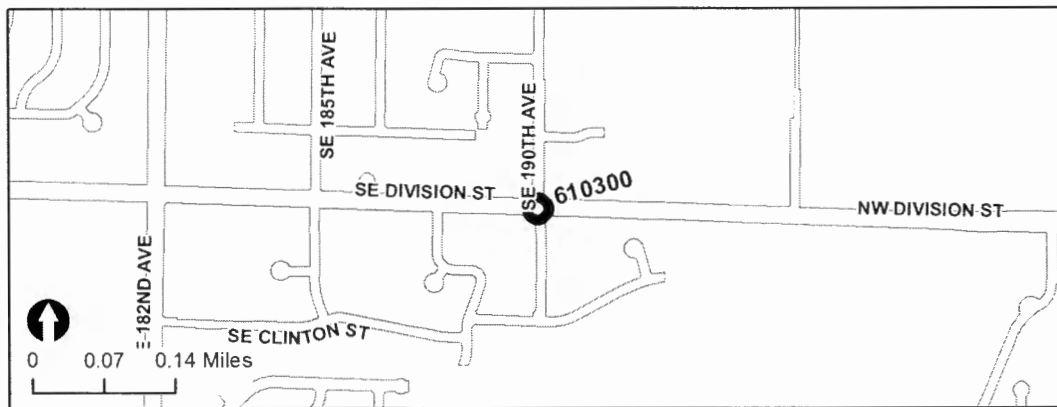 SE 185TH AVE
SE 190TH AVE
SE DIVISION ST
610300
NW DIVISION ST
E 182ND AVE
SE CLINTON ST
0 0.07 0.14 Miles